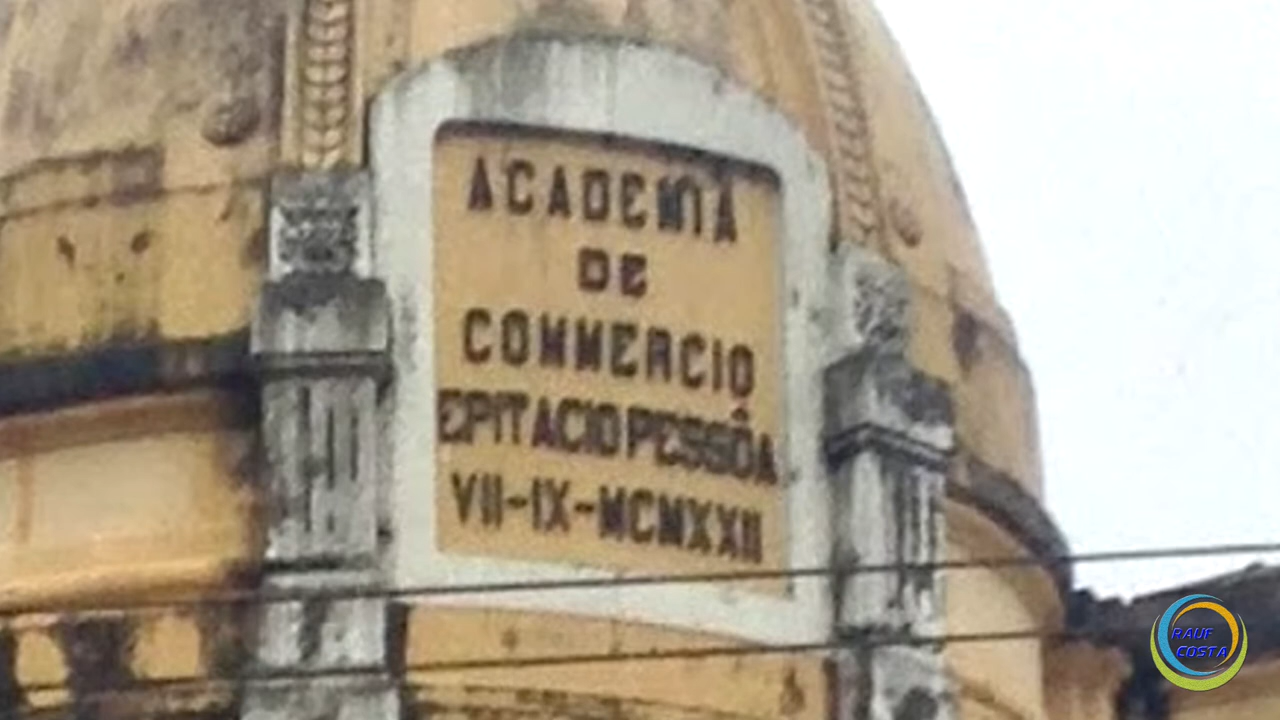 ACADEMIA
DE
COMMERCIO
EPITACIO PESSÔA
VII-IX-MCMXXII
RAUF
COSTA